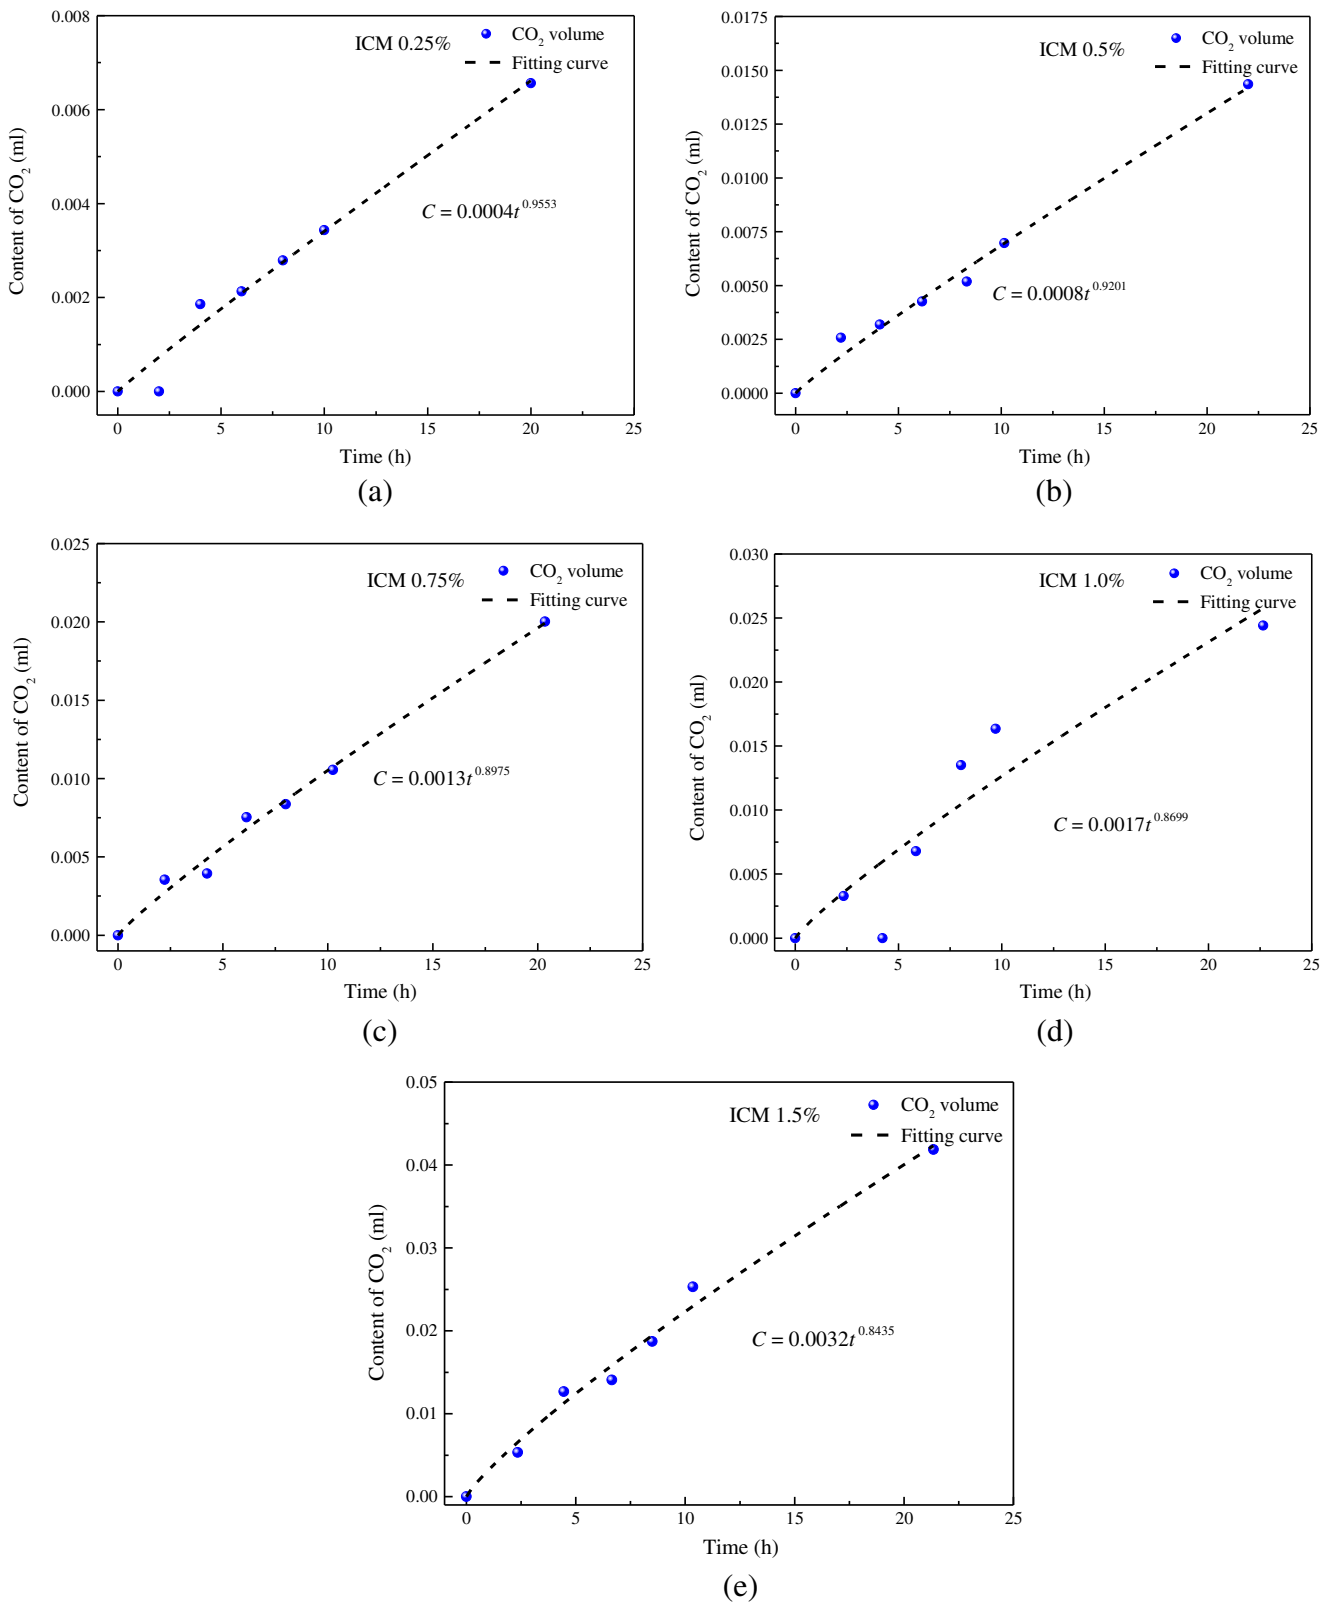 ICM 0.25%
CO₂ volume
Fitting curve
C = 0.0004t^0.9553
Content of CO₂ (ml)
0.008
0.006
0.004
0.002
0.000
0 5 10 15 20 25
Time (h)
(a)
ICM 0.5%
CO₂ volume
Fitting curve
C = 0.0008t^0.9201
Content of CO₂ (ml)
0.0175
0.0150
0.0125
0.0100
0.0075
0.0050
0.0025
0.0000
0 5 10 15 20 25
Time (h)
(b)
ICM 0.75%
CO₂ volume
Fitting curve
C = 0.0013t^0.8975
Content of CO₂ (ml)
0.025
0.020
0.015
0.010
0.005
0.000
0 5 10 15 20 25
Time (h)
(c)
ICM 1.0%
CO₂ volume
Fitting curve
C = 0.0017t^0.8699
Content of CO₂ (ml)
0.030
0.025
0.020
0.015
0.010
0.005
0.000
0 5 10 15 20 25
Time (h)
(d)
ICM 1.5%
CO₂ volume
Fitting curve
C = 0.0032t^0.8435
Content of CO₂ (ml)
0.05
0.04
0.03
0.02
0.01
0.00
0 5 10 15 20 25
Time (h)
(e)